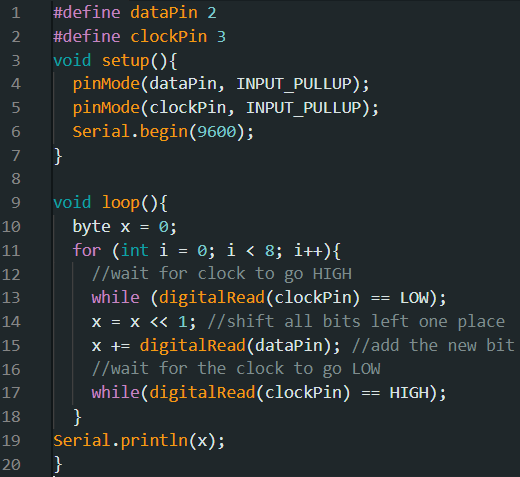 1 #define dataPin 2
2 #define clockPin 3
3 void setup(){
4   pinMode(dataPin, INPUT_PULLUP);
5   pinMode(clockPin, INPUT_PULLUP);
6   Serial.begin(9600);
7 }
8
9 void loop(){
10   byte x = 0;
11   for (int i = 0; i < 8; i++){
12     //wait for clock to go HIGH
13     while (digitalRead(clockPin) == LOW);
14     x = x << 1; //shift all bits left one place
15     x += digitalRead(dataPin); //add the new bit
16     //wait for the clock to go LOW
17     while(digitalRead(clockPin) == HIGH);
18   }
19 Serial.println(x);
20 }